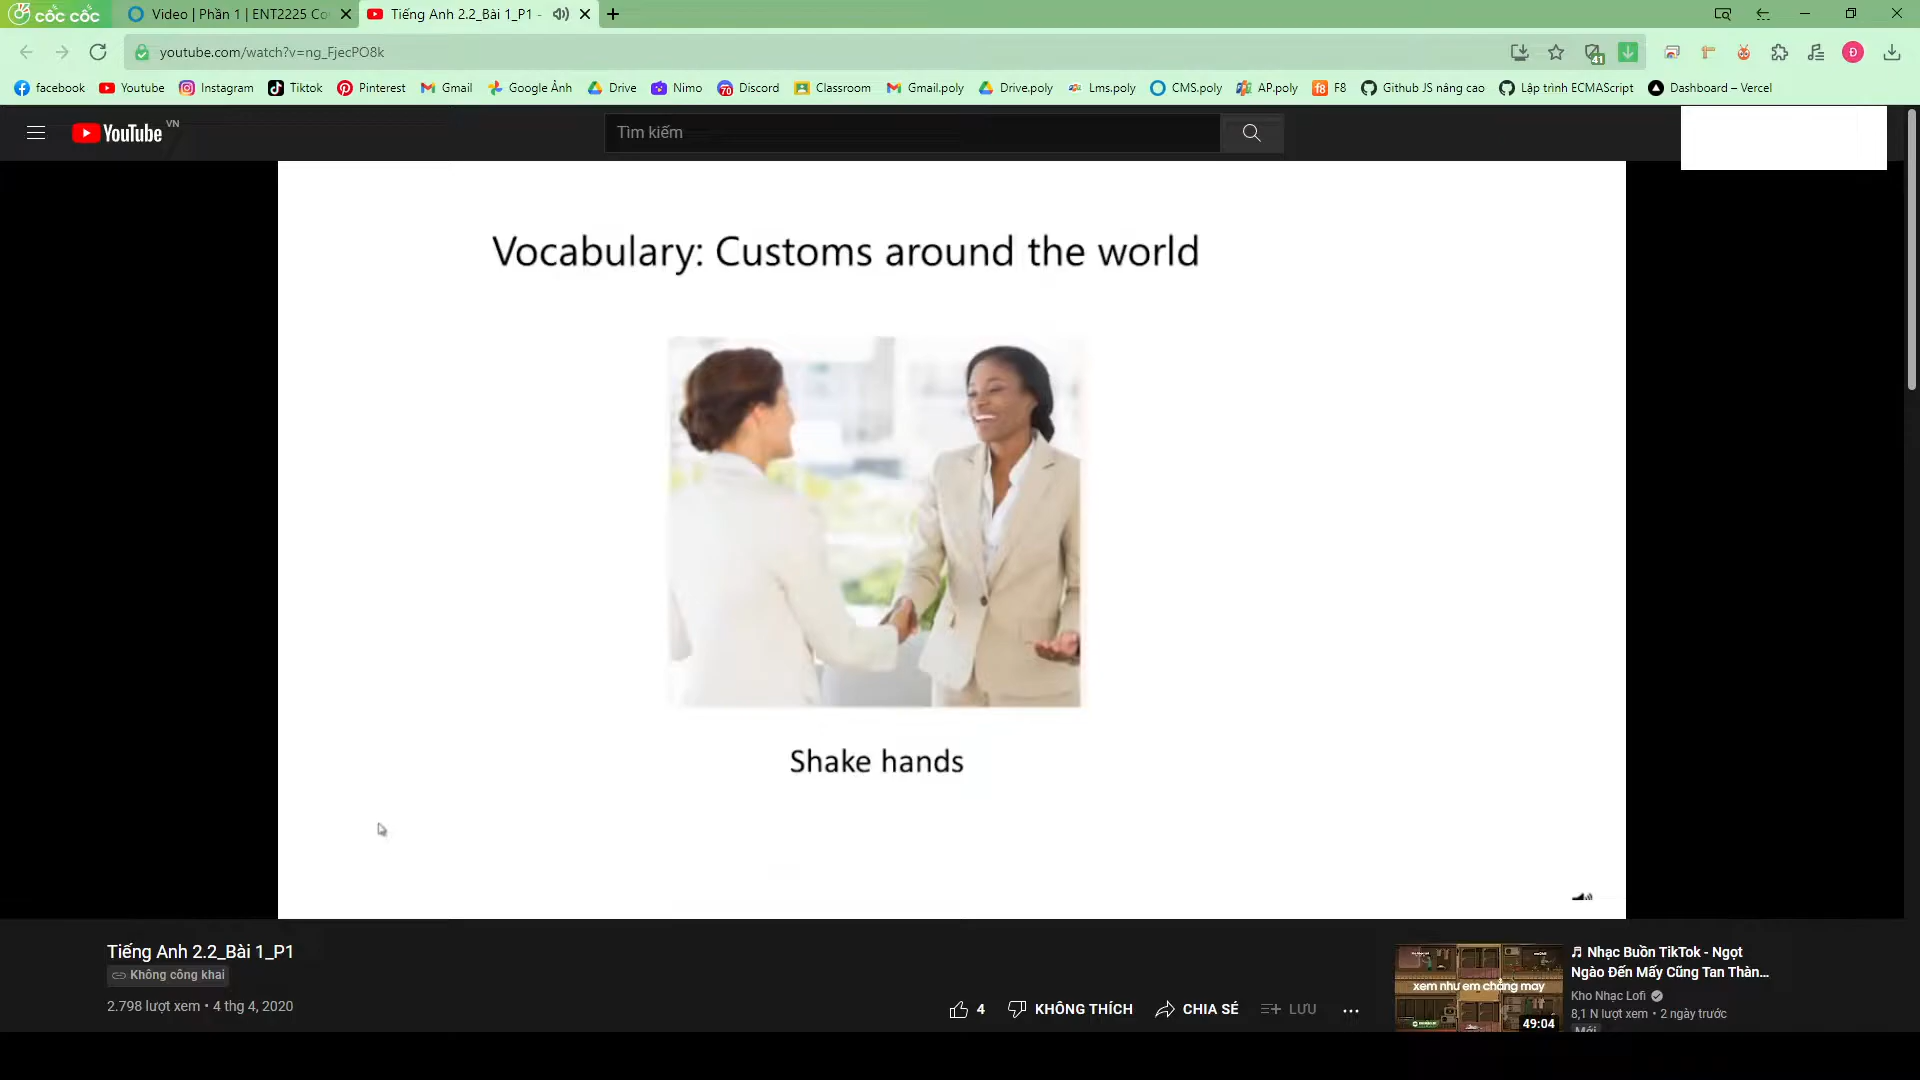 cốc cốc
Video | Phần 1 | ENT2225 Co
Tiếng Anh 2.2_Bài 1_P1 -
youtube.com/watch?v=ng_FjecPO8k
41
Đ
facebook
Youtube
Instagram
Tiktok
Pinterest
Gmail
Google Ảnh
Drive
Nimo
70
Discord
Classroom
Gmail.poly
Drive.poly
Lms.poly
CMS.poly
AP.poly
f8
F8
Github JS nâng cao
Lập trình ECMAScript
Dashboard – Vercel
YouTube VN
Tìm kiếm
Vocabulary: Customs around the world
Shake hands
Tiếng Anh 2.2_Bài 1_P1
Không công khai
2.798 lượt xem • 4 thg 4, 2020
4
KHÔNG THÍCH
CHIA SẺ
LƯU
xem như em chẳng may
49:04
♬ Nhạc Buồn TikTok - Ngọt
Ngào Đến Mấy Cũng Tan Thàn...
Kho Nhạc Lofi
8,1 N lượt xem • 2 ngày trước
Mới